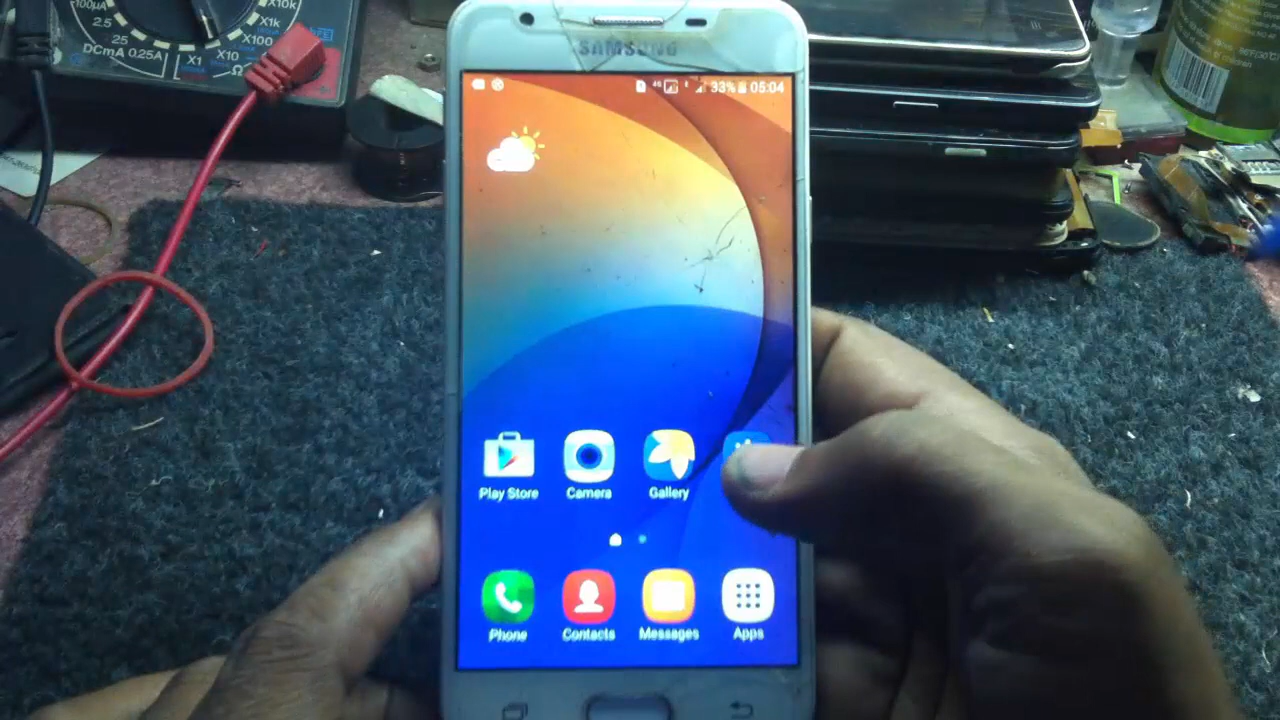 X10k
X1k
2.5
X100
25
X10
DCmA 0.25A
X1
Ω
SAMSUNG
4G 33% 05:04
Play Store
Camera
Gallery
Phone
Contacts
Messages
Apps